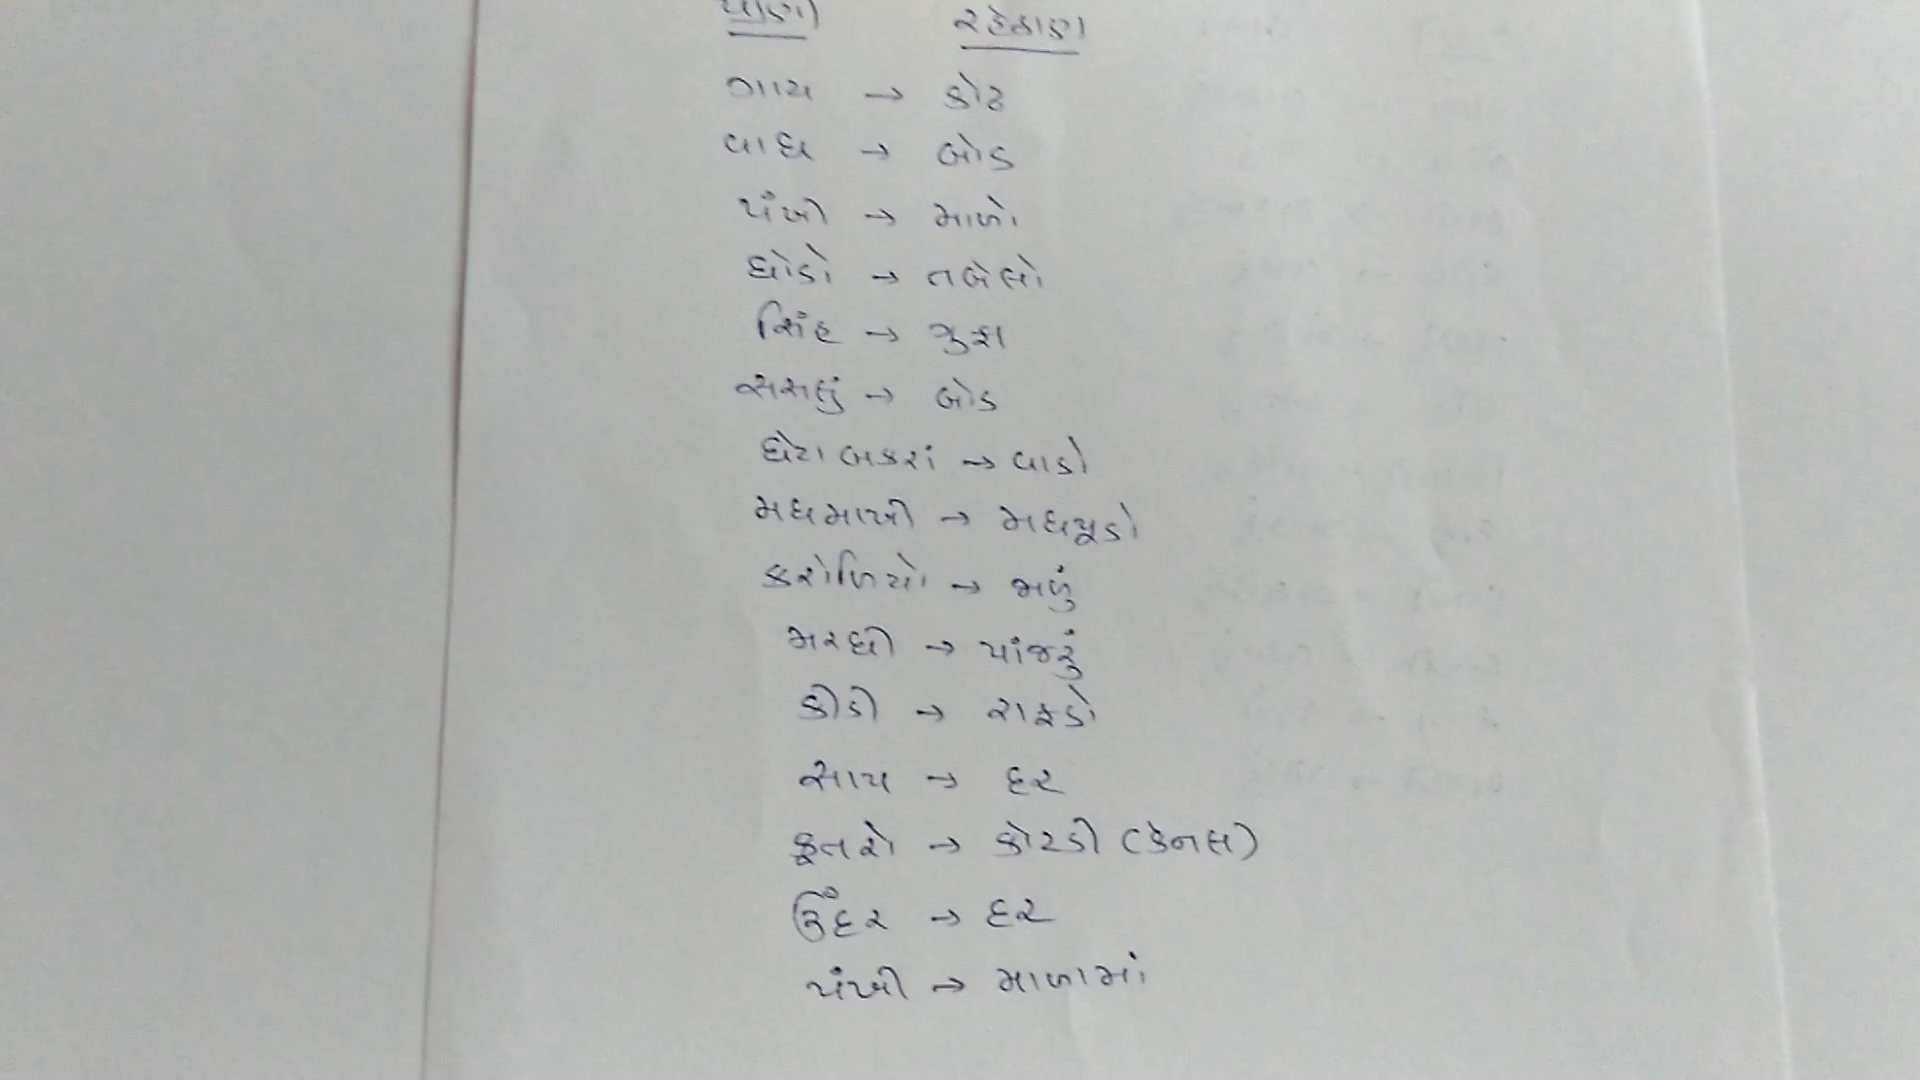 પ્રાણી રહેઠાણ
ગાય → કોઢ
વાઘ → બોડ
પંખી → માળો
ઘોડો → તબેલો
સિંહ → ગુફા
સસલું → બોડ
ઘેટા બકરાં → વાડો
મધમાખી → મધપૂડો
કરોળિયો → જાળું
મરઘી → પાંજરું
કીડી → રાફડો
સાપ → દર
કૂતરો → કોટડી (કેનલ)
ઉંદર → દર
પંખી → માળામાં